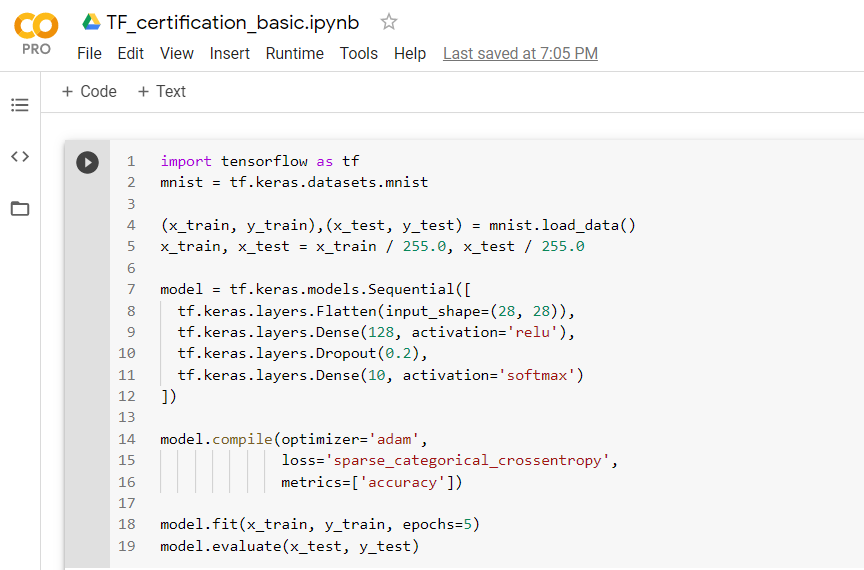 CO TF_certification_basic.ipynb
PRO
File Edit View Insert Runtime Tools Help Last saved at 7:05 PM
+ Code + Text
1 import tensorflow as tf
2 mnist = tf.keras.datasets.mnist
3
4 (x_train, y_train),(x_test, y_test) = mnist.load_data()
5 x_train, x_test = x_train / 255.0, x_test / 255.0
6
7 model = tf.keras.models.Sequential([
8   tf.keras.layers.Flatten(input_shape=(28, 28)),
9   tf.keras.layers.Dense(128, activation='relu'),
10   tf.keras.layers.Dropout(0.2),
11   tf.keras.layers.Dense(10, activation='softmax')
12 ])
13
14 model.compile(optimizer='adam',
15               loss='sparse_categorical_crossentropy',
16               metrics=['accuracy'])
17
18 model.fit(x_train, y_train, epochs=5)
19 model.evaluate(x_test, y_test)